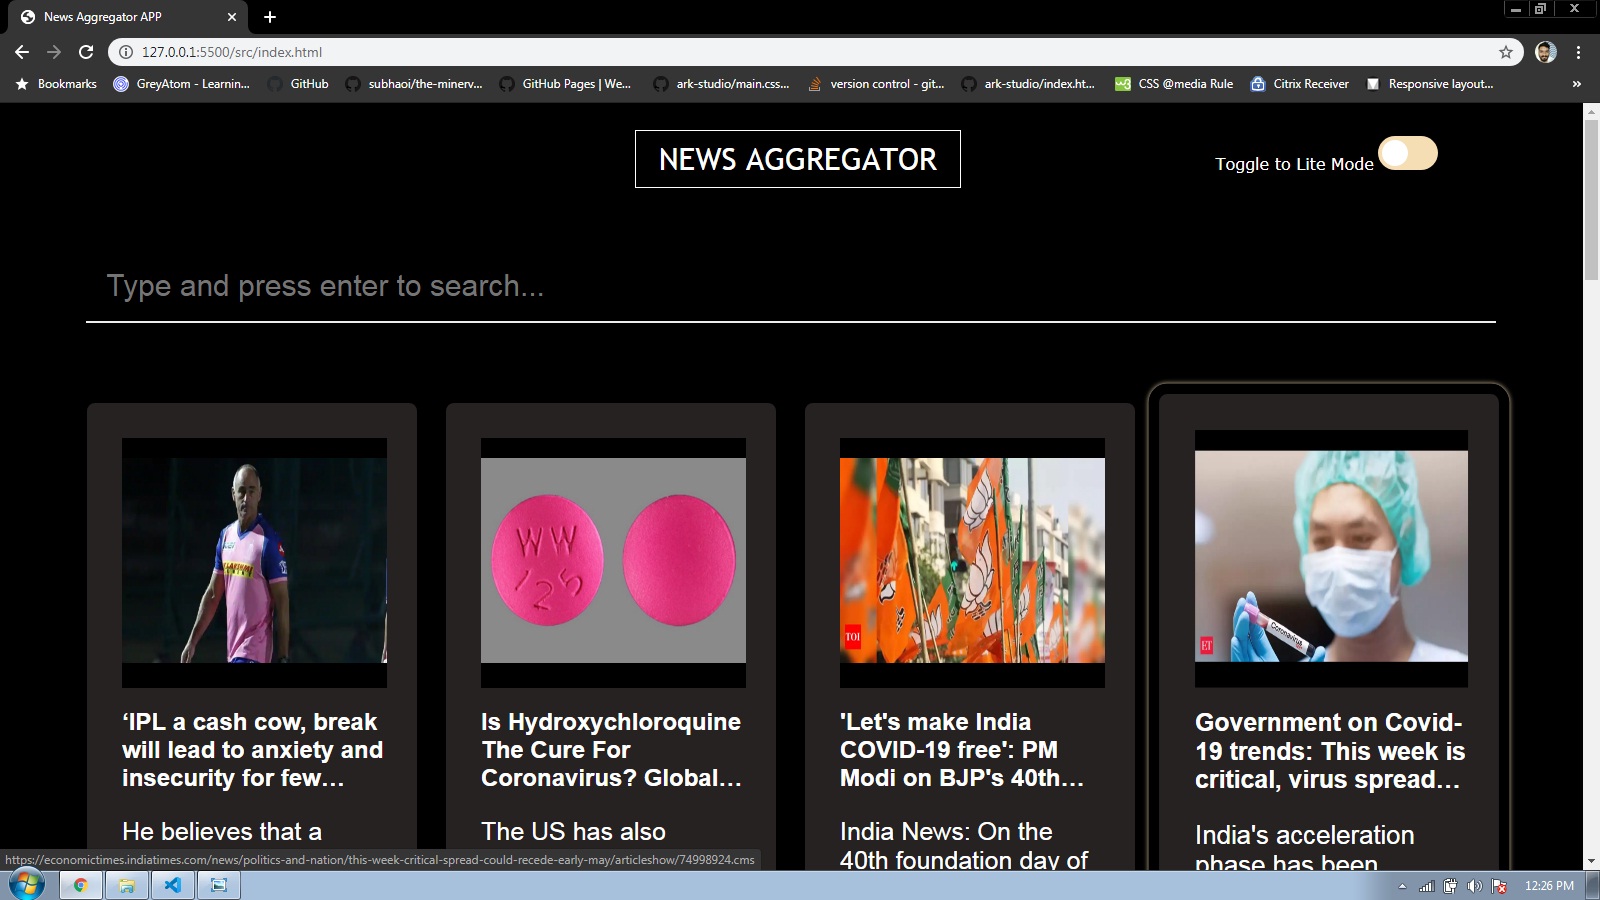 News Aggregator APP
127.0.0.1:5500/src/index.html
Bookmarks
GreyAtom - Learnin...
GitHub
subhaoi/the-minerv...
GitHub Pages | We...
ark-studio/main.css...
version control - git...
ark-studio/index.ht...
CSS @media Rule
Citrix Receiver
Responsive layout...
NEWS AGGREGATOR
Toggle to Lite Mode
Type and press enter to search...
WW
125
TOI
Coronavirus
ET
‘IPL a cash cow, break
will lead to anxiety and
insecurity for few…
He believes that a
Is Hydroxychloroquine
The Cure For
Coronavirus? Global…
The US has also
'Let's make India
COVID-19 free': PM
Modi on BJP's 40th…
India News: On the
40th foundation day of
Government on Covid-
19 trends: This week is
critical, virus spread…
India's acceleration
phase has been
https://economictimes.indiatimes.com/news/politics-and-nation/this-week-critical-spread-could-recede-early-may/articleshow/74998924.cms
12:26 PM